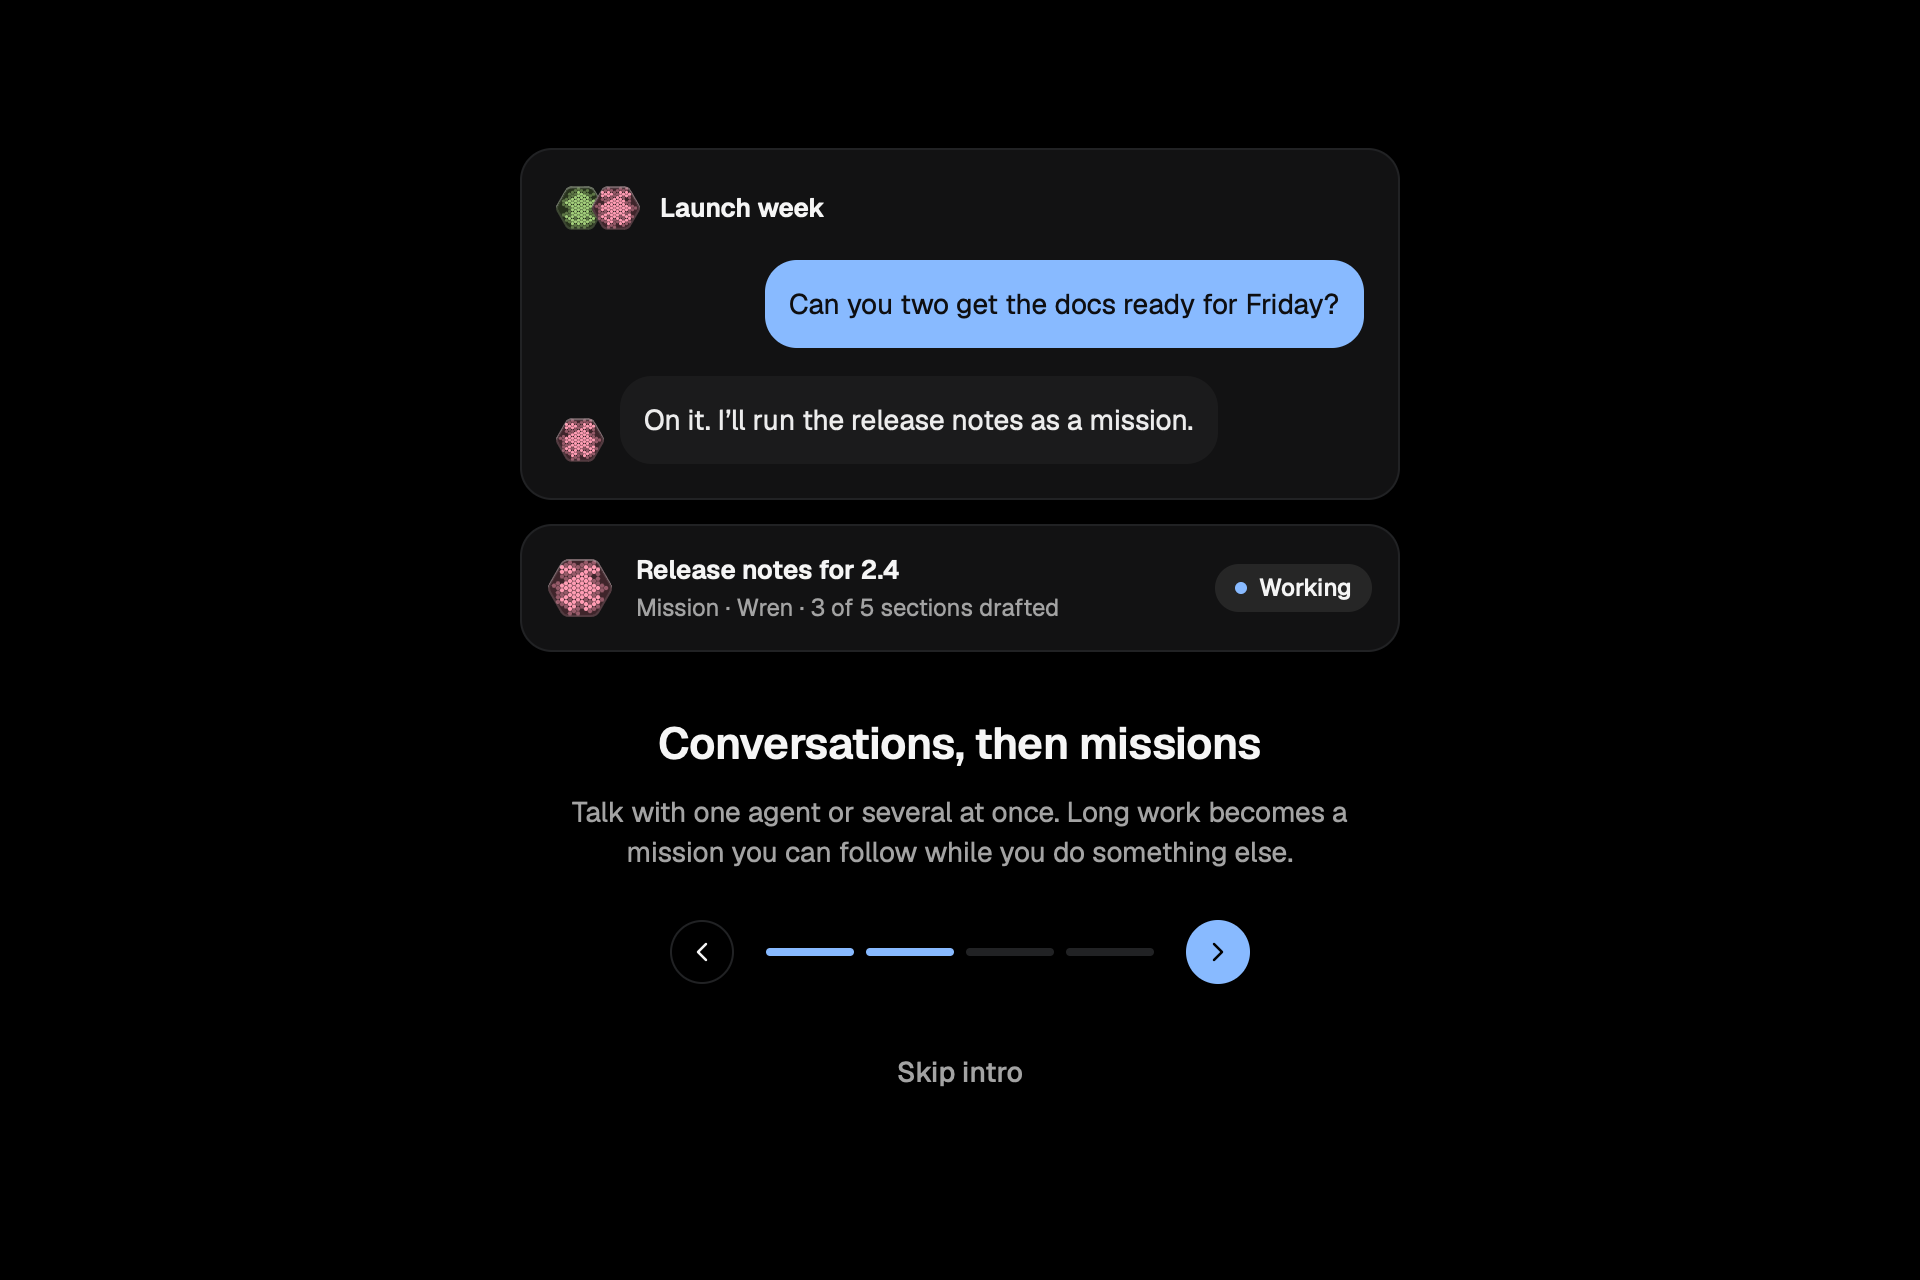 Launch week
Can you two get the docs ready for Friday?
On it. I’ll run the release notes as a mission.
Release notes for 2.4
Mission · Wren · 3 of 5 sections drafted
Working
Conversations, then missions
Talk with one agent or several at once. Long work becomes a
mission you can follow while you do something else.
Skip intro